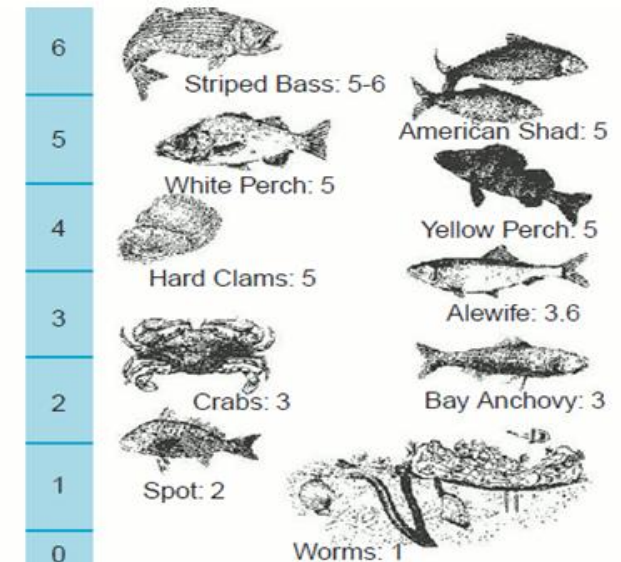 6
Striped Bass: 5-6
American Shad: 5
5
White Perch: 5
4
Yellow Perch: 5
Hard Clams: 5
Alewife: 3.6
3
Crabs: 3
Bay Anchovy: 3
2
1
Spot: 2
Worms: 1
0